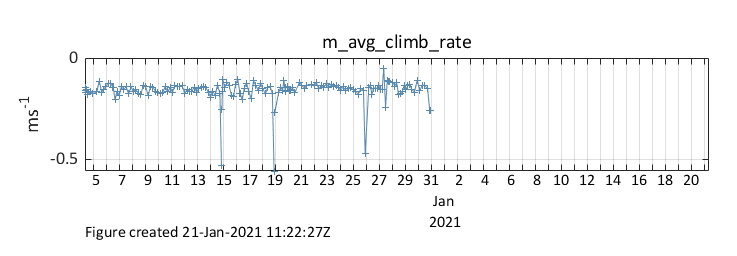 m_avg_climb_rate
0
-0.5
ms-1
5 7 9 11 13 15 17 19 21 23 25 27 29 31 2 4 6 8 10 12 14 16 18 20
Jan
2021
Figure created 21-Jan-2021 11:22:27Z